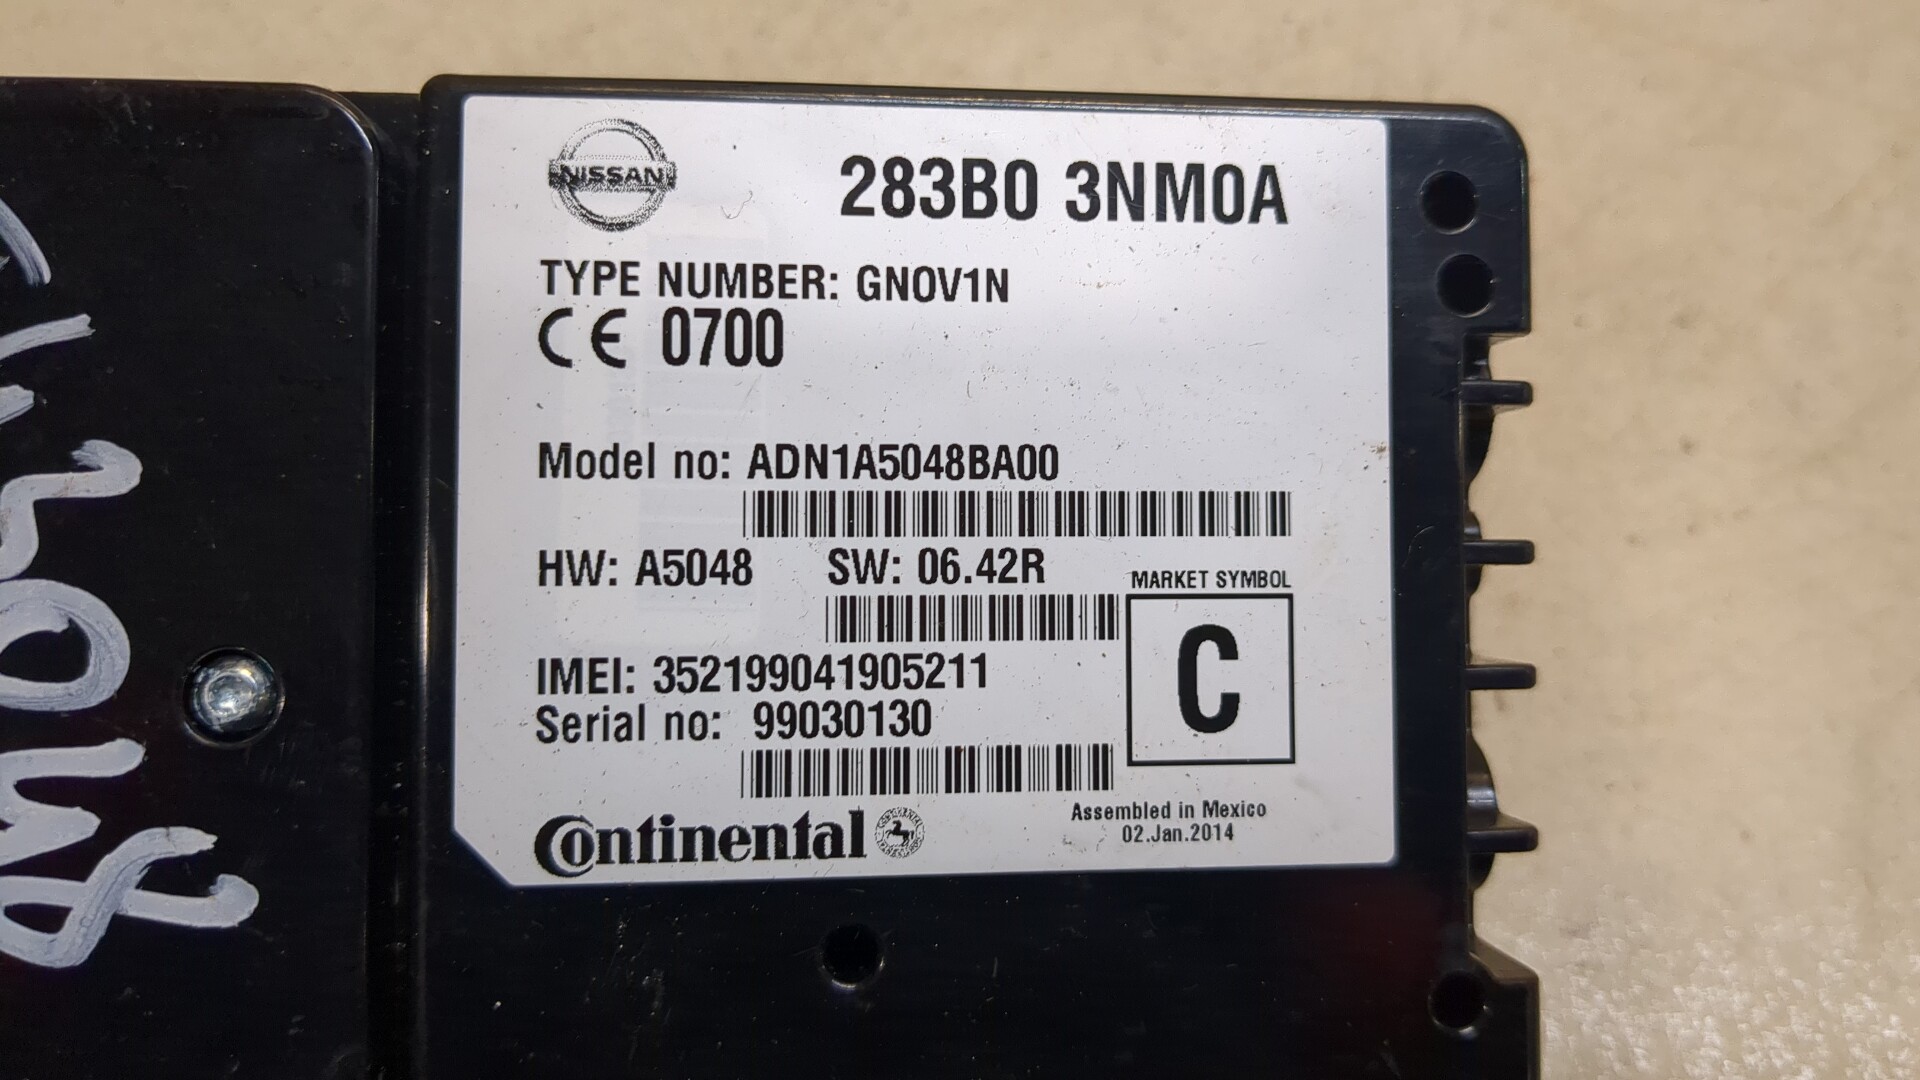 NISSAN
283B0 3NM0A
TYPE NUMBER: GNOV1N
CE 0700
Model no: ADN1A5048BA00
HW: A5048 SW: 06.42R
MARKET SYMBOL
C
IMEI: 352199041905211
Serial no: 99030130
Continental
Assembled in Mexico
02.Jan.2014